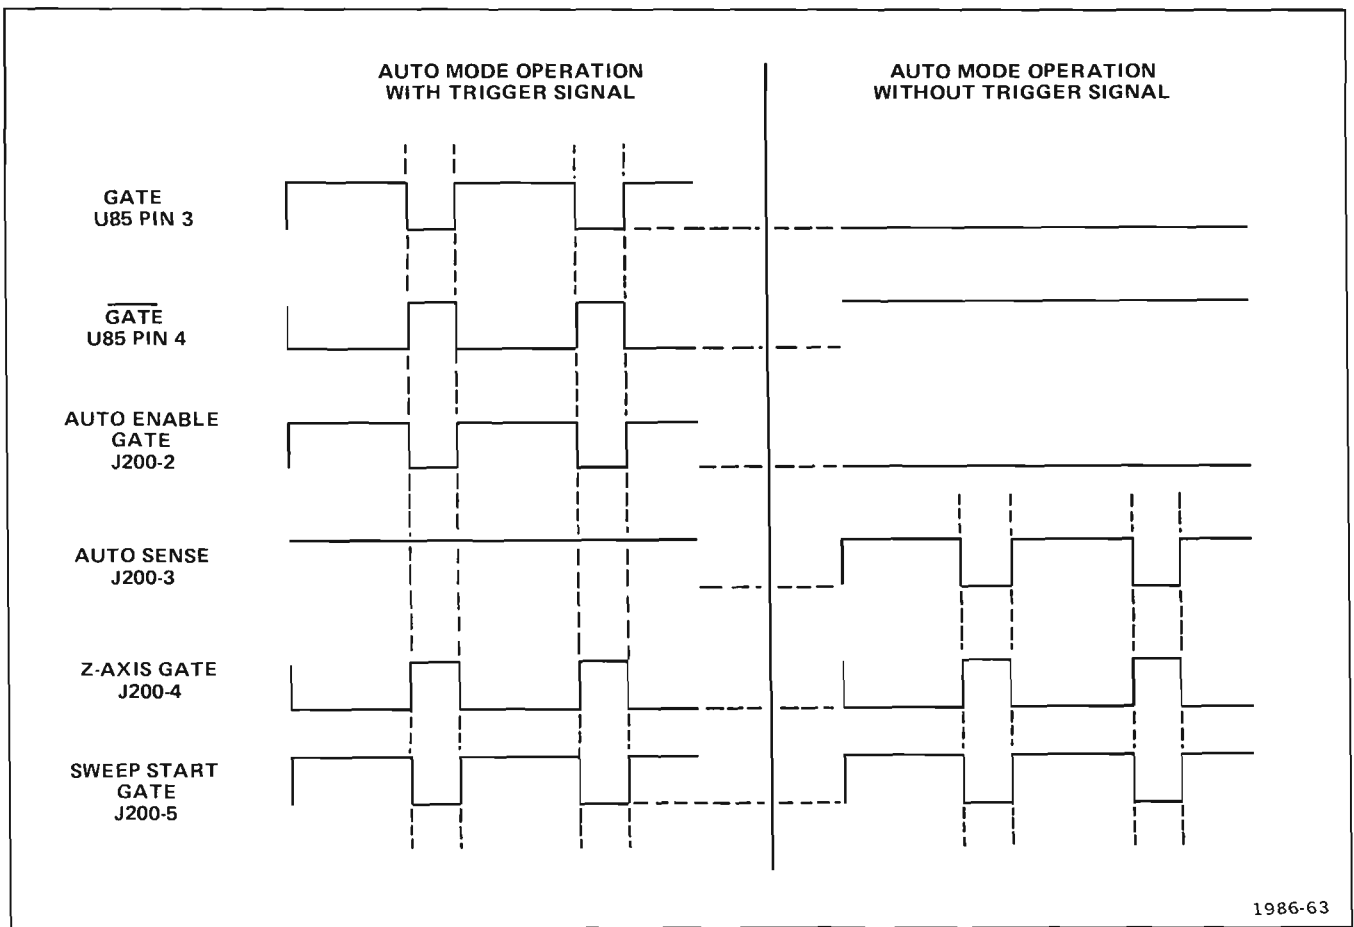 AUTO MODE OPERATION
WITH TRIGGER SIGNAL
AUTO MODE OPERATION
WITHOUT TRIGGER SIGNAL
GATE
U85 PIN 3
GATE
U85 PIN 4
AUTO ENABLE
GATE
J200-2
AUTO SENSE
J200-3
Z-AXIS GATE
J200-4
SWEEP START
GATE
J200-5
1986-63